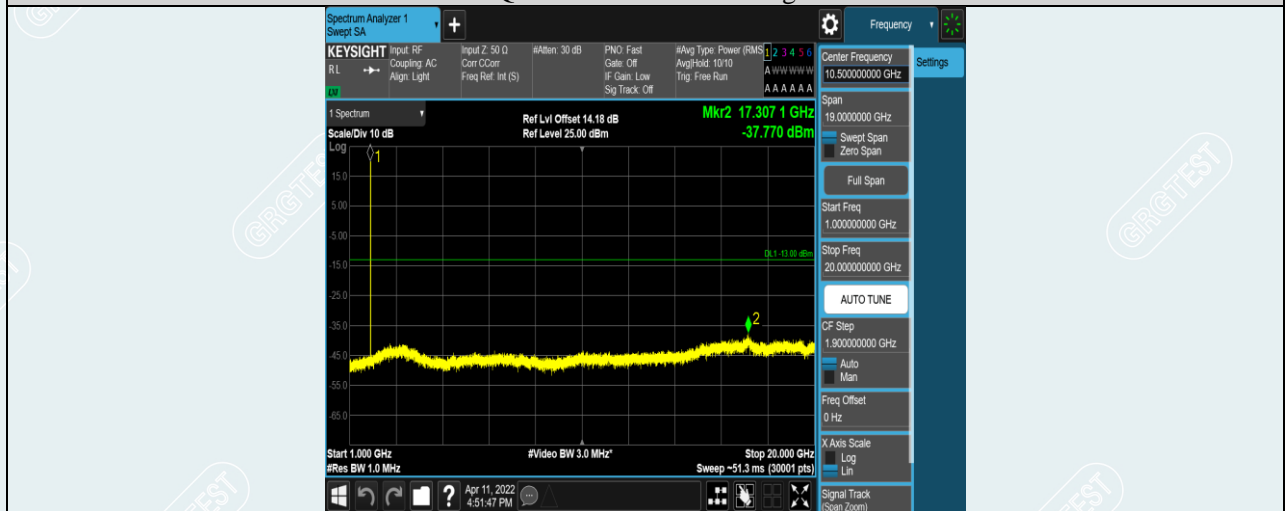 Spectrum Analyzer 1
Swept SA
+
Frequency
KEYSIGHT
RL
Input: RF
Coupling: AC
Align: Light
Input Z: 50 Ω
Corr CCorr
Freq Ref: Int (S)
#Atten: 30 dB
PNO: Fast
Gate: Off
IF Gain: Low
Sig Track: Off
#Avg Type: Power (RMS
Avg|Hold: 10/10
Trig: Free Run
1 2 3 4 5 6
A W W W W W
A A A A A A
1 Spectrum
Scale/Div 10 dB
Log
Ref Lvl Offset 14.18 dB
Ref Level 25.00 dBm
Mkr2 17.307 1 GHz
-37.770 dBm
1
15.0
5.00
-5.00
DL1 -13.00 dBm
-15.0
-25.0
-35.0
2
-45.0
-55.0
-65.0
Start 1.000 GHz
#Res BW 1.0 MHz
#Video BW 3.0 MHz*
Stop 20.000 GHz
Sweep ~51.3 ms (30001 pts)
?
Apr 11, 2022
4:51:47 PM
Center Frequency
10.500000000 GHz
Settings
Span
19.0000000 GHz
Swept Span
Zero Span
Full Span
Start Freq
1.000000000 GHz
Stop Freq
20.000000000 GHz
AUTO TUNE
CF Step
1.900000000 GHz
Auto
Man
Freq Offset
0 Hz
X Axis Scale
Log
Lin
Signal Track
(Span Zoom)
GRGTEST
GRGTEST
GRGTEST
GRGTEST